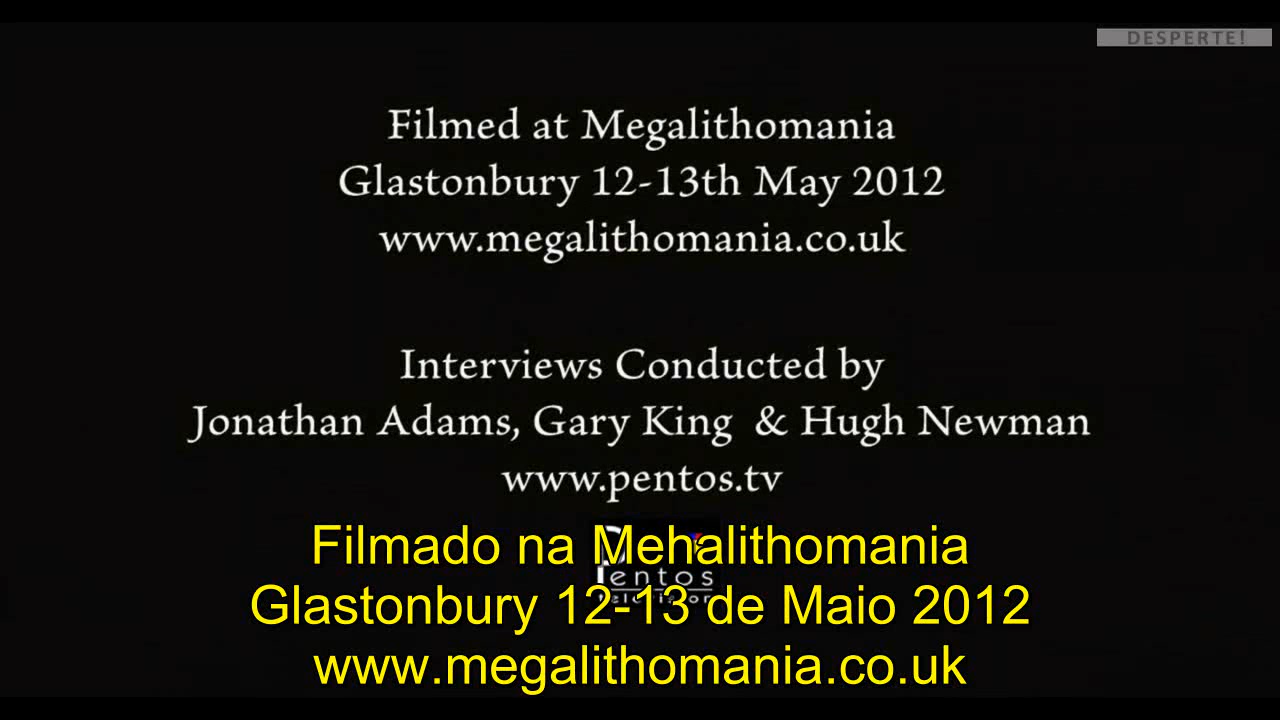 DESPERTE!
Filmed at Megalithomania
Glastonbury 12-13th May 2012
www.megalithomania.co.uk
Interviews Conducted by
Jonathan Adams, Gary King & Hugh Newman
www.pentos.tv
Filmado na Mehalithomania
Pentos
television
Glastonbury 12-13 de Maio 2012
www.megalithomania.co.uk